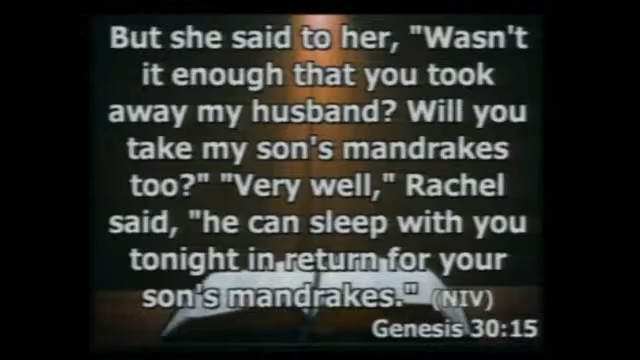 But she said to her, "Wasn't
it enough that you took
away my husband? Will you
take my son's mandrakes
too?" "Very well," Rachel
said, "he can sleep with you
tonight in return for your
son's mandrakes." (NIV)
Genesis 30:15